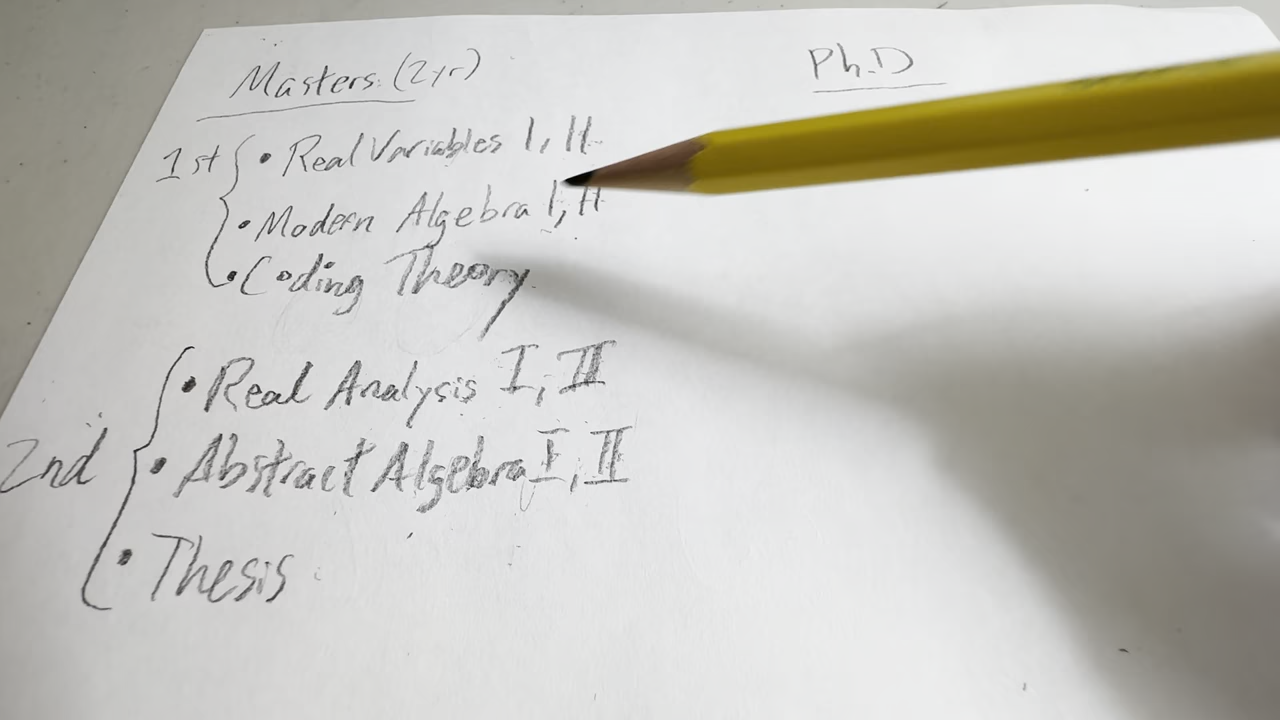 Masters: (2yr)
Ph.D
1st
• Real Variables I, II
• Modern Algebra I, II
• Coding Theory
2nd
• Real Analysis I, II
• Abstract Algebra I, II
• Thesis